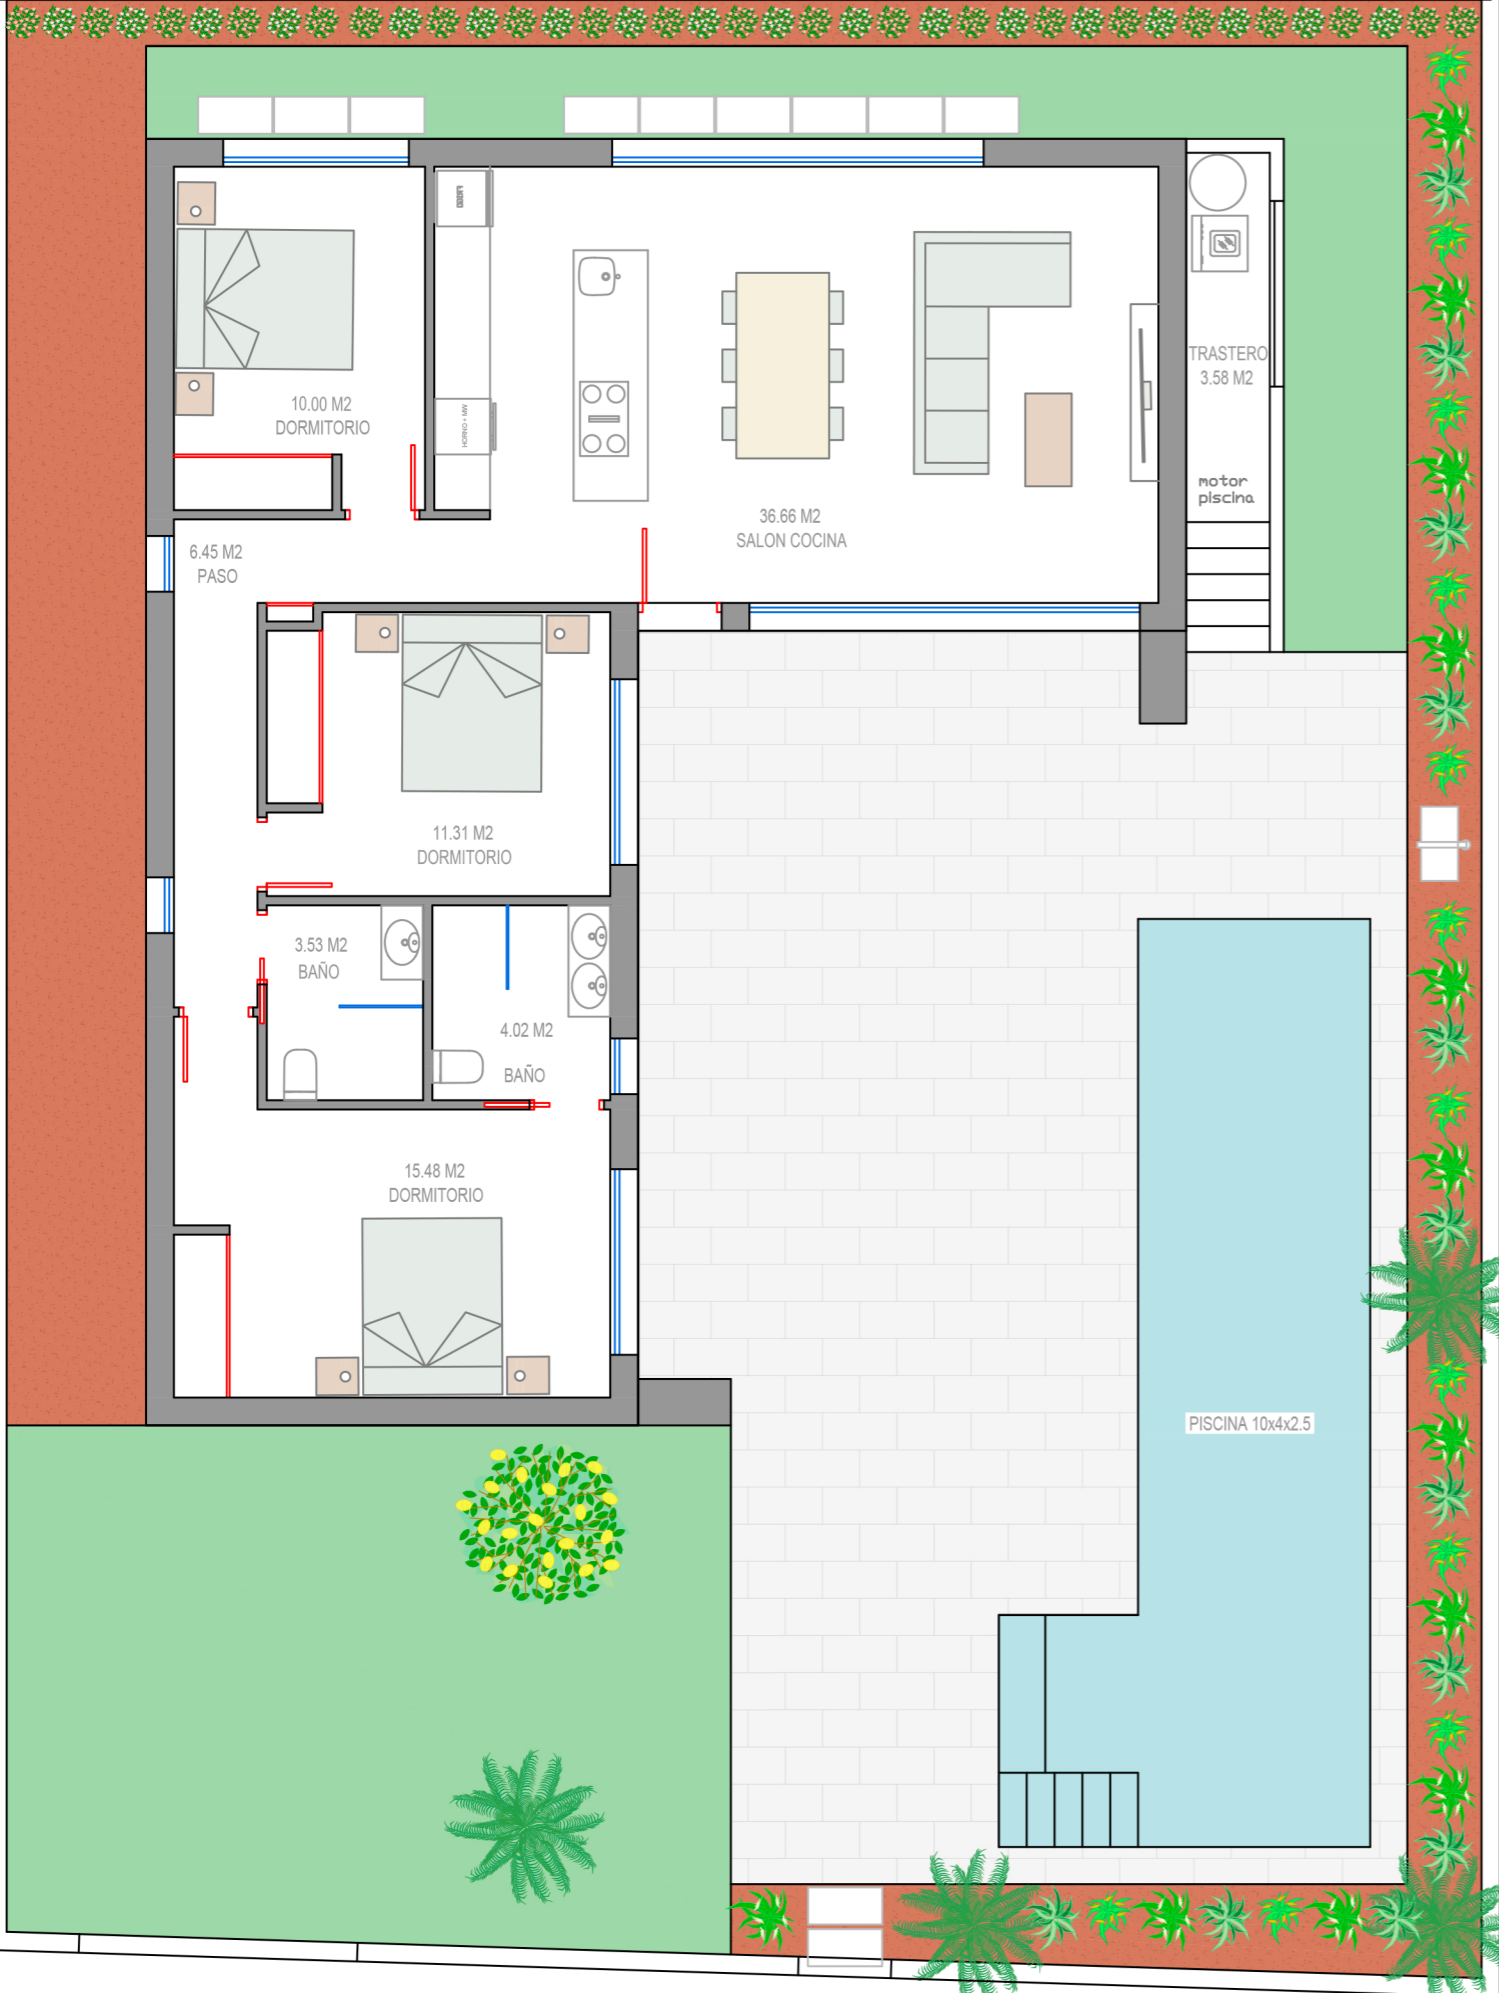 10.00 M2
DORMITORIO
HORNO + MW
36.66 M2
SALON COCINA
TRASTERO
3.58 M2
motor
piscina
6.45 M2
PASO
11.31 M2
DORMITORIO
3.53 M2
BAÑO
4.02 M2
BAÑO
15.48 M2
DORMITORIO
PISCINA 10x4x2.5